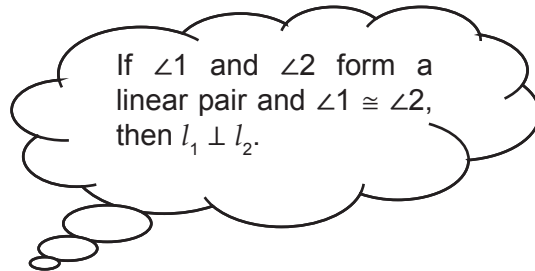 If ∠1 and ∠2 form a
linear pair and ∠1 ≅ ∠2,
then l₁ ⊥ l₂.